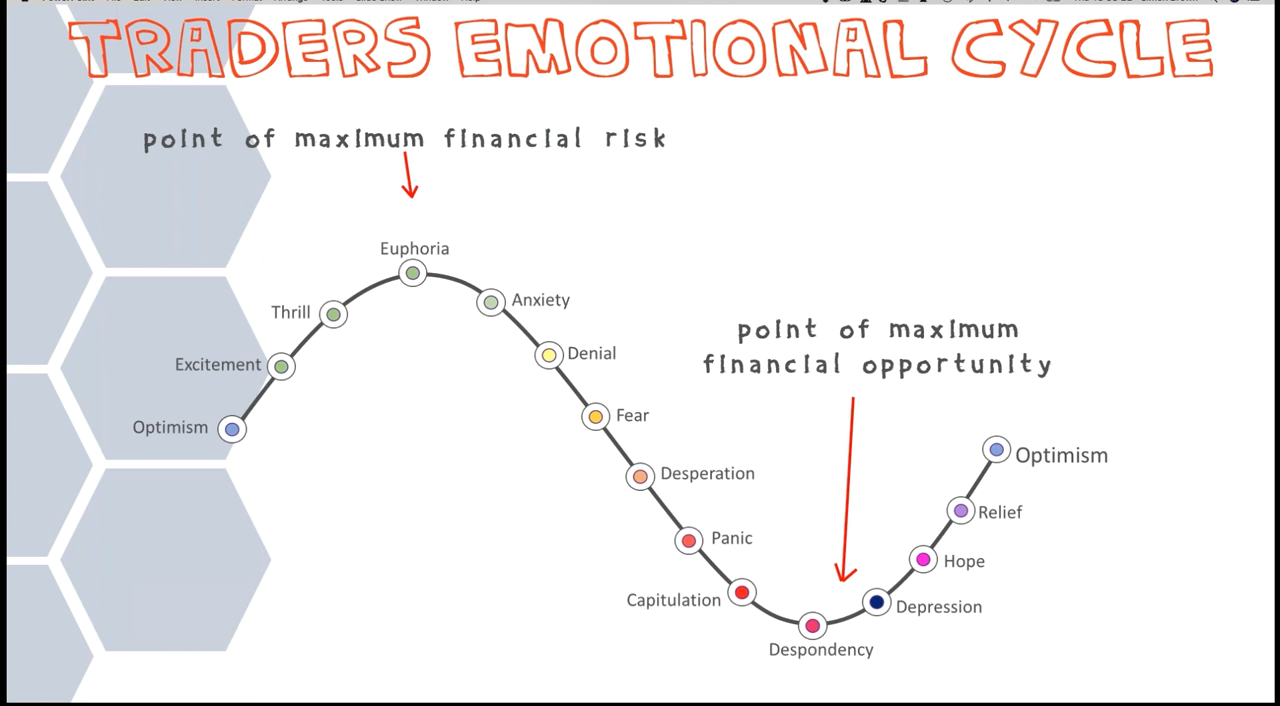 TRADERS EMOTIONAL CYCLE
point of maximum financial risk
Euphoria
Anxiety
Thrill
point of maximum
financial opportunity
Denial
Excitement
Fear
Optimism
Optimism
Desperation
Relief
Panic
Hope
Capitulation
Depression
Despondency